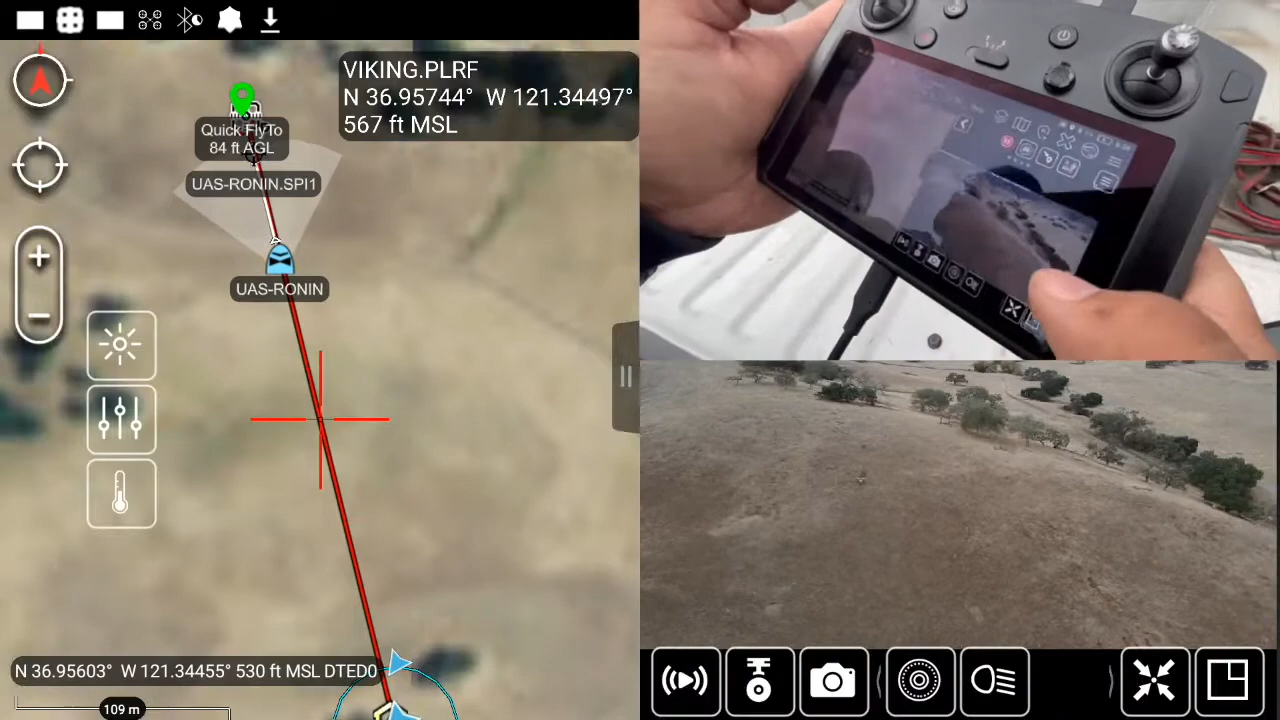 VIKING.PLRF
N 36.95744° W 121.34497°
567 ft MSL
Quick FlyTo
84 ft AGL
UAS-RONIN.SPI1
UAS-RONIN
N 36.95603° W 121.34455° 530 ft MSL DTED0
109 m